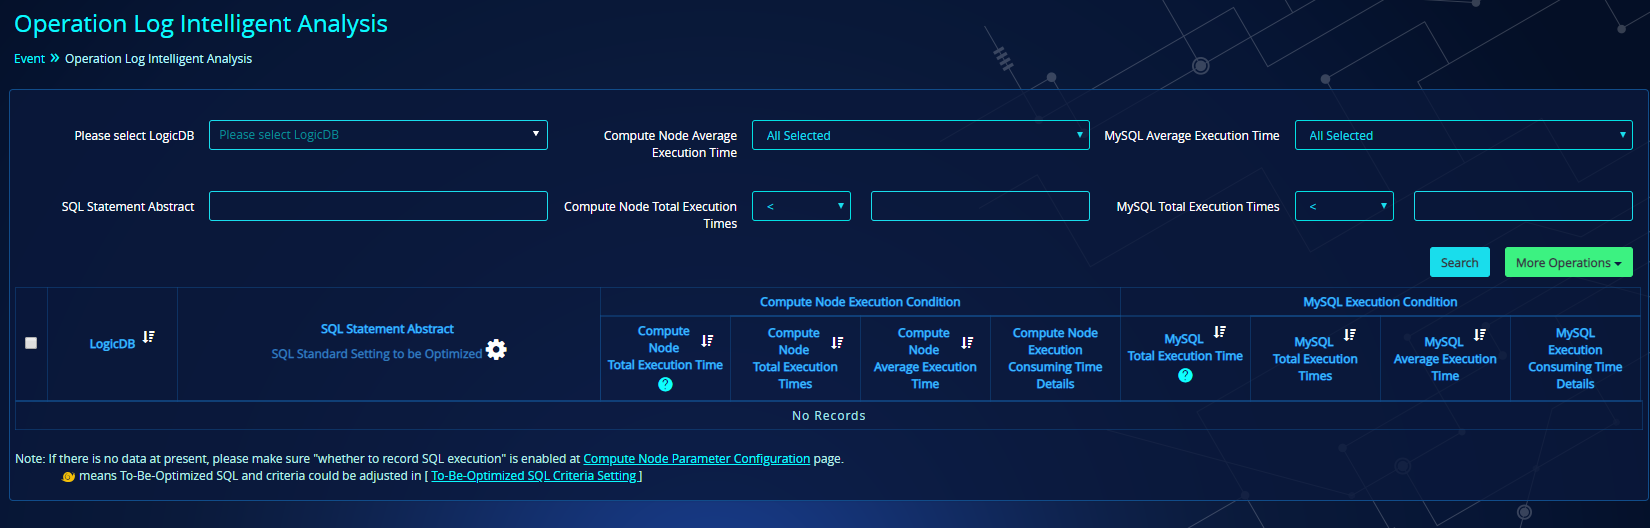 Operation Log Intelligent Analysis
Event » Operation Log Intelligent Analysis
Please select LogicDB Please select LogicDB ▼
Compute Node Average
Execution Time
All Selected ▼
MySQL Average Execution Time All Selected ▼
SQL Statement Abstract
Compute Node Total Execution
Times
< ▼
MySQL Total Execution Times < ▼
Search More Operations
LogicDB
SQL Statement Abstract
SQL Standard Setting to be Optimized
Compute Node Execution Condition
Compute
Node
Total Execution Time
?
Compute
Node
Total Execution
Times
Compute
Node
Average Execution
Time
Compute Node
Execution
Consuming Time
Details
MySQL Execution Condition
MySQL
Total Execution Time
?
MySQL
Total Execution
Times
MySQL
Average Execution
Time
MySQL
Execution
Consuming Time
Details
No Records
Note: If there is no data at present, please make sure "whether to record SQL execution" is enabled at Compute Node Parameter Configuration page.
means To-Be-Optimized SQL and criteria could be adjusted in [ To-Be-Optimized SQL Criteria Setting ]